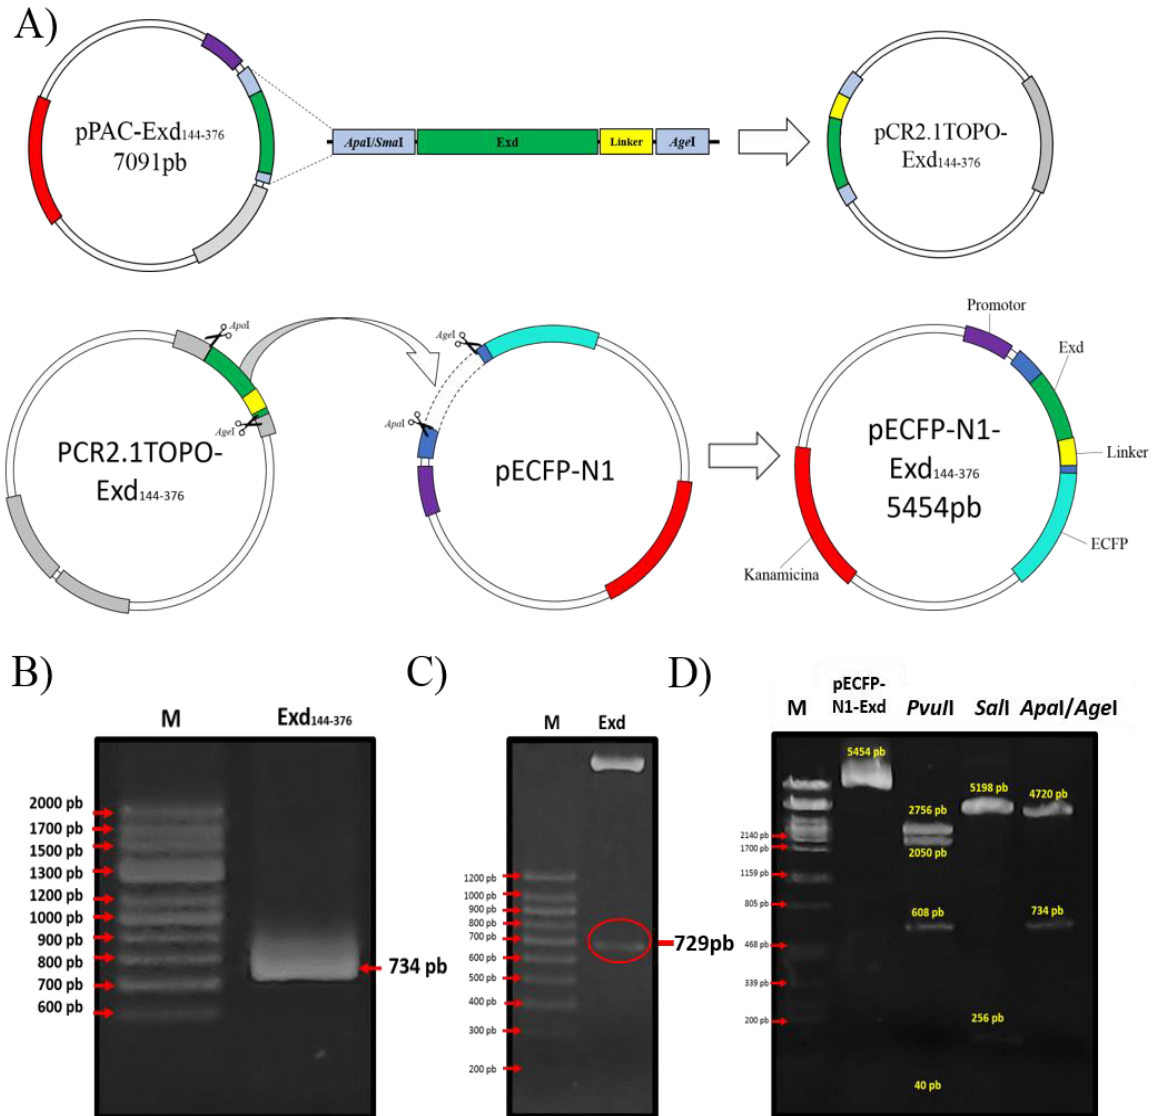 A)
pPAC-Exd144-376
7091pb
ApaI/SmaI
Exd
Linker
AgeI
pCR2.1TOPO-
Exd144-376
ApaI
AgeI
PCR2.1TOPO-
Exd144-376
AgeI
ApaI
pECFP-N1
Promotor
Exd
Linker
ECFP
Kanamicina
pECFP-N1-
Exd144-376
5454pb
B)
M
Exd144-376
2000 pb
1700 pb
1500 pb
1300 pb
1200 pb
1000 pb
900 pb
800 pb
700 pb
600 pb
734 pb
C)
M
Exd
1200 pb
1000 pb
900 pb
800 pb
700 pb
600 pb
500 pb
400 pb
300 pb
200 pb
729pb
D)
M
pECFP-
N1-Exd
PvuII
SalI
ApaI/AgeI
2140 pb
1700 pb
1159 pb
805 pb
468 pb
339 pb
200 pb
5454 pb
2756 pb
2050 pb
608 pb
40 pb
5198 pb
256 pb
4720 pb
734 pb